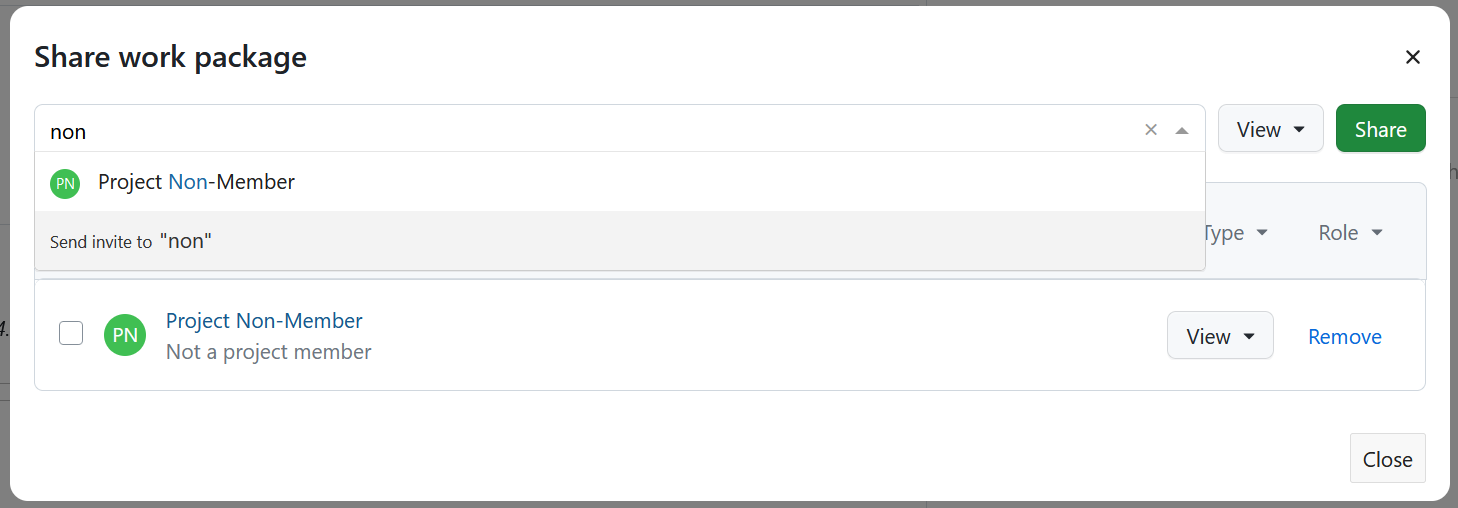 Share work package
non
View
Share
PN Project Non-Member
Send invite to "non"
Type
Role
PN
Project Non-Member
Not a project member
View
Remove
4.
Close